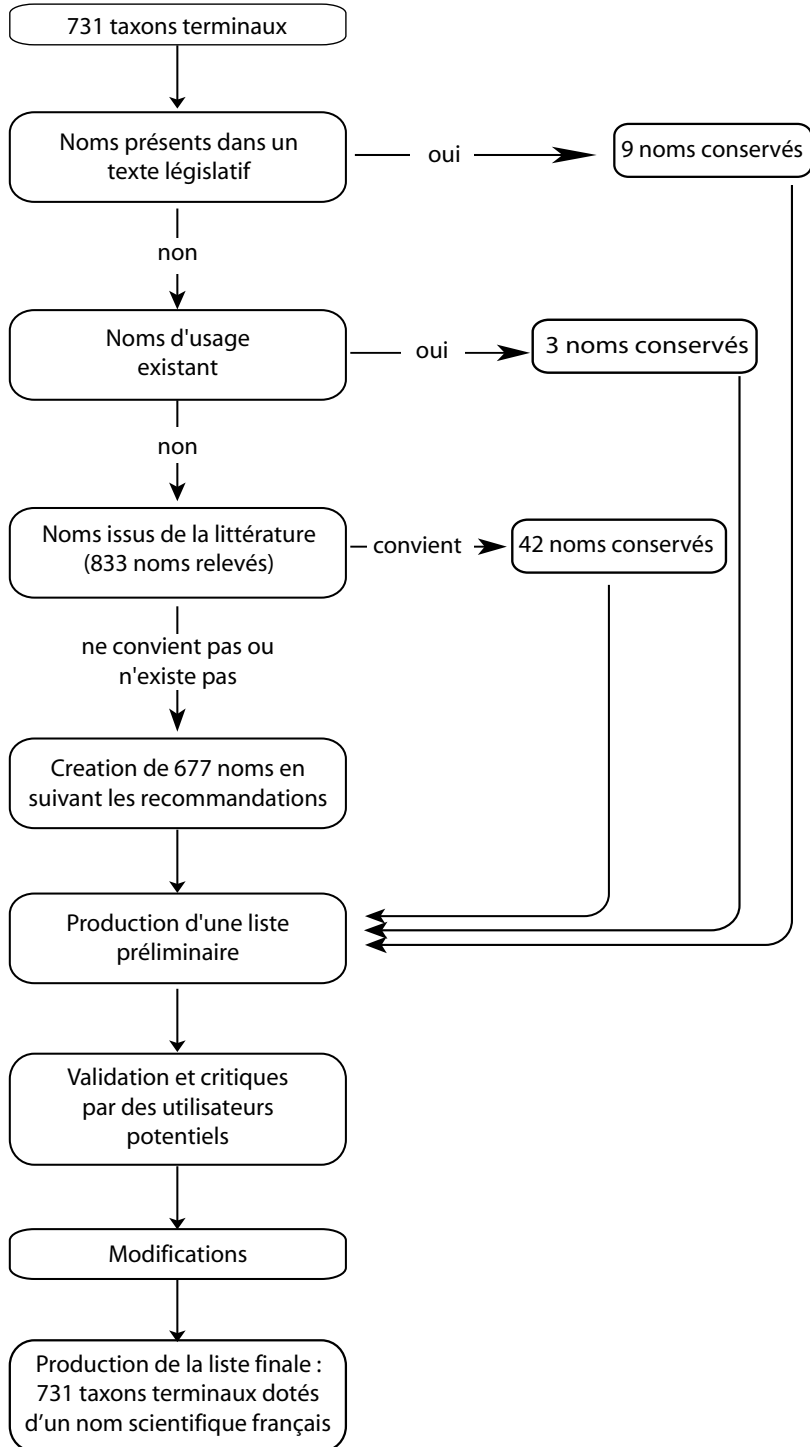 731 taxons terminaux
Noms présents dans un
texte législatif
oui
9 noms conservés
non
Noms d'usage
existant
oui
3 noms conservés
non
Noms issus de la littérature
(833 noms relevés)
convient
42 noms conservés
ne convient pas ou
n'existe pas
Creation de 677 noms en
suivant les recommandations
Production d'une liste
préliminaire
Validation et critiques
par des utilisateurs
potentiels
Modifications
Production de la liste finale :
731 taxons terminaux dotés
d’un nom scientifique français